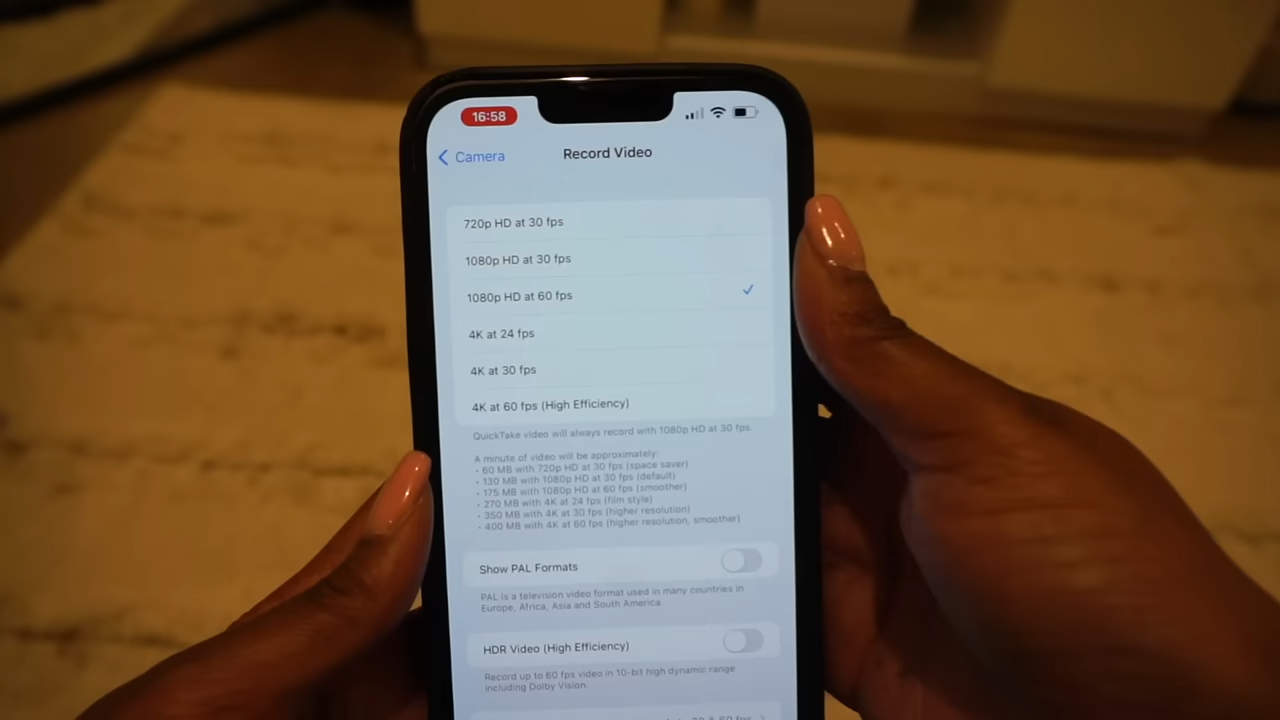 16:58
Camera
Record Video
720p HD at 30 fps
1080p HD at 30 fps
1080p HD at 60 fps
4K at 24 fps
4K at 30 fps
4K at 60 fps (High Efficiency)
QuickTake video will always record with 1080p HD at 30 fps.
A minute of video will be approximately:
• 60 MB with 720p HD at 30 fps (space saver)
• 130 MB with 1080p HD at 30 fps (default)
• 175 MB with 1080p HD at 60 fps (smoother)
• 270 MB with 4K at 24 fps (film style)
• 350 MB with 4K at 30 fps (higher resolution)
• 400 MB with 4K at 60 fps (higher resolution, smoother)
Show PAL Formats
PAL is a television video format used in many countries in
Europe, Africa, Asia and South America.
HDR Video (High Efficiency)
Record up to 60 fps video in 10-bit high dynamic range
including Dolby Vision.